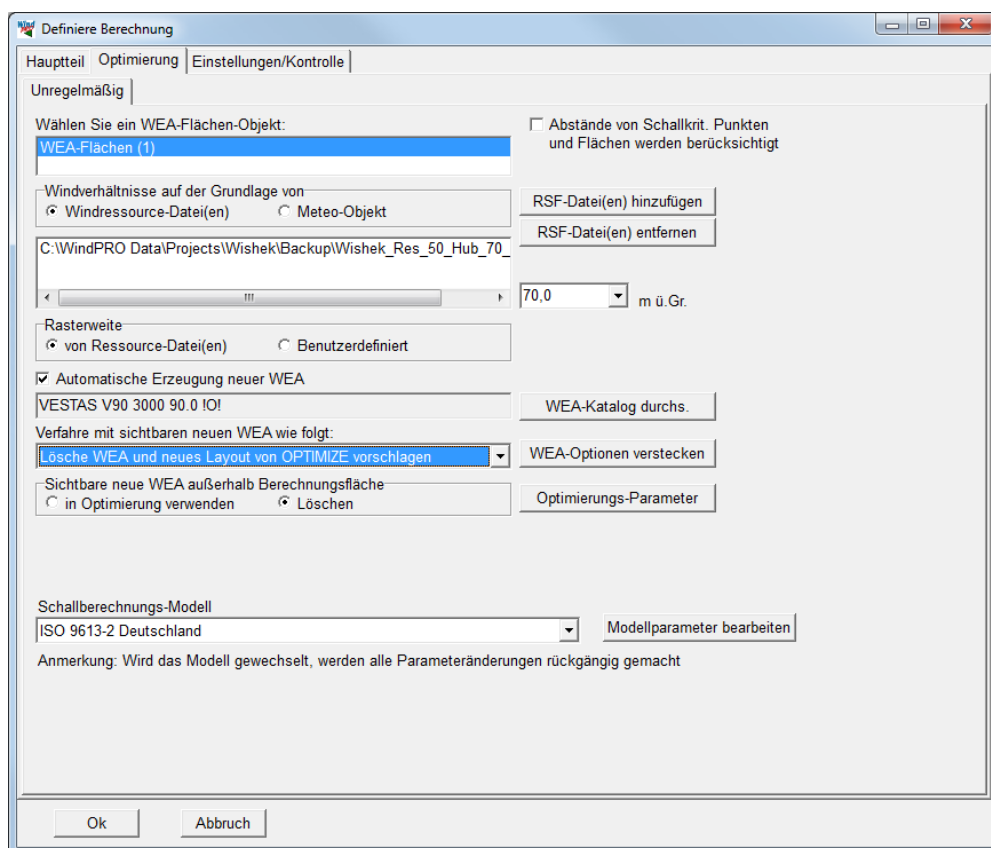 Definiere Berechnung
Hauptteil Optimierung Einstellungen/Kontrolle
Unregelmäßig
Wählen Sie ein WEA-Flächen-Objekt:
WEA-Flächen (1)
Abstände von Schallkrit. Punkten
und Flächen werden berücksichtigt
Windverhältnisse auf der Grundlage von
Windressource-Datei(en) Meteo-Objekt
RSF-Datei(en) hinzufügen
RSF-Datei(en) entfernen
C:\WindPRO Data\Projects\Wishek\Backup\Wishek_Res_50_Hub_70_
70,0 m ü.Gr.
Rasterweite
von Ressource-Datei(en) Benutzerdefiniert
Automatische Erzeugung neuer WEA
VESTAS V90 3000 90.0 !O!
WEA-Katalog durchs.
Verfahre mit sichtbaren neuen WEA wie folgt:
Lösche WEA und neues Layout von OPTIMIZE vorschlagen
WEA-Optionen verstecken
Sichtbare neue WEA außerhalb Berechnungsfläche
in Optimierung verwenden Löschen
Optimierungs-Parameter
Schallberechnungs-Modell
ISO 9613-2 Deutschland
Modellparameter bearbeiten
Anmerkung: Wird das Modell gewechselt, werden alle Parameteränderungen rückgängig gemacht
Ok Abbruch